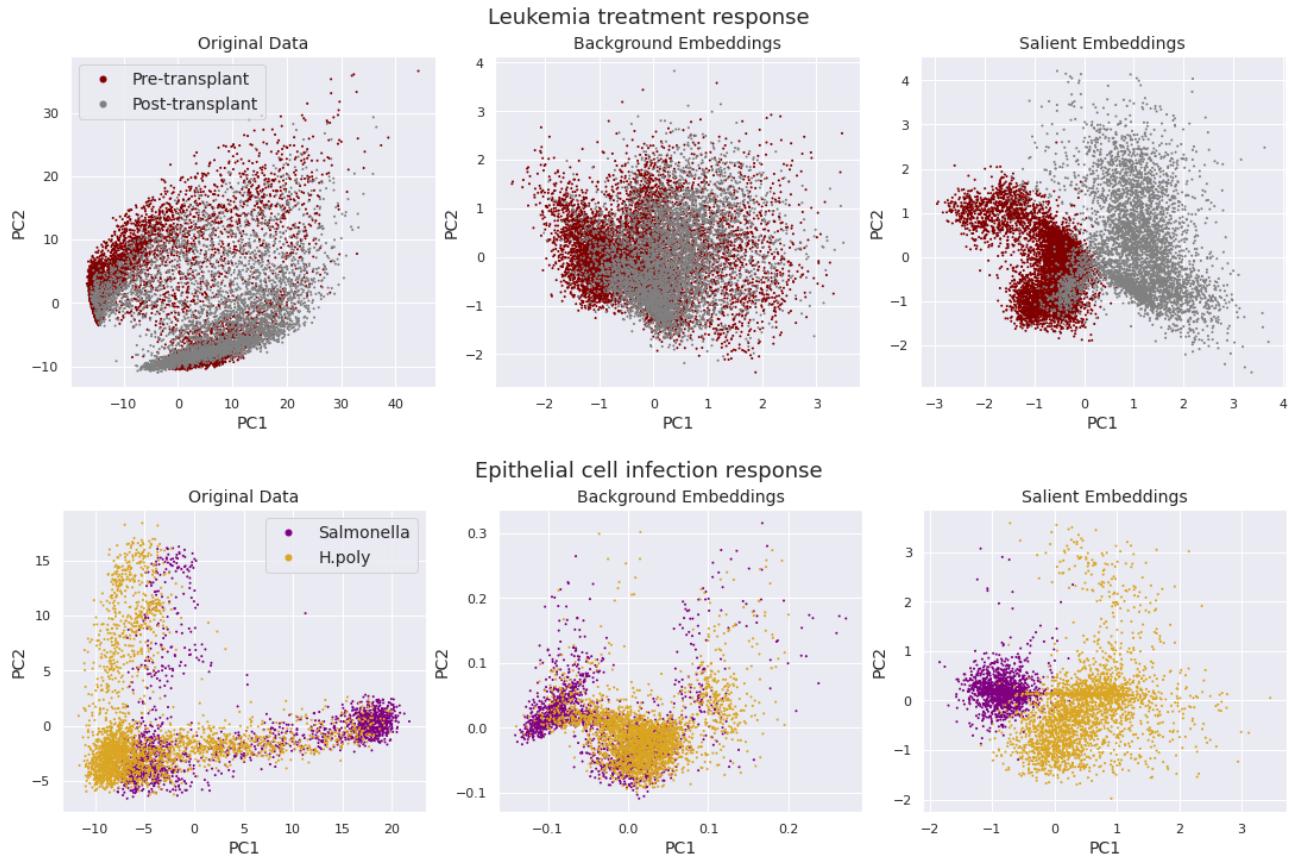 Leukemia treatment response
Original Data
Background Embeddings
Salient Embeddings
Pre-transplant
Post-transplant
PC2
30
20
10
0
−10
−10 0 10 20 30 40
PC1
PC2
4
3
2
1
0
−1
−2
−2 −1 0 1 2 3
PC1
PC2
4
3
2
1
0
−1
−2
−3 −2 −1 0 1 2 3 4
PC1
Epithelial cell infection response
Original Data
Background Embeddings
Salient Embeddings
Salmonella
H.poly
PC2
15
10
5
0
−5
−10 −5 0 5 10 15 20
PC1
PC2
0.3
0.2
0.1
0.0
−0.1
−0.1 0.0 0.1 0.2
PC1
PC2
3
2
1
0
−1
−2
−2 −1 0 1 2 3
PC1